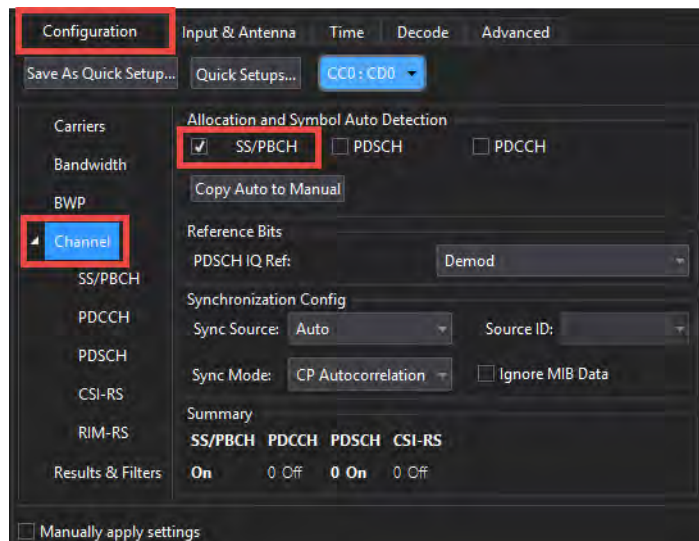 Configuration Input & Antenna Time Decode Advanced
Save As Quick Setup... Quick Setups... CC0 : CD0
Carriers
Bandwidth
BWP
Channel
SS/PBCH
PDCCH
PDSCH
CSI-RS
RIM-RS
Results & Filters
Allocation and Symbol Auto Detection
SS/PBCH PDSCH PDCCH
Copy Auto to Manual
Reference Bits
PDSCH IQ Ref: Demod
Synchronization Config
Sync Source: Auto Source ID:
Sync Mode: CP Autocorrelation Ignore MIB Data
Summary
SS/PBCH PDCCH PDSCH CSI-RS
On 0 Off 0 On 0 Off
Manually apply settings